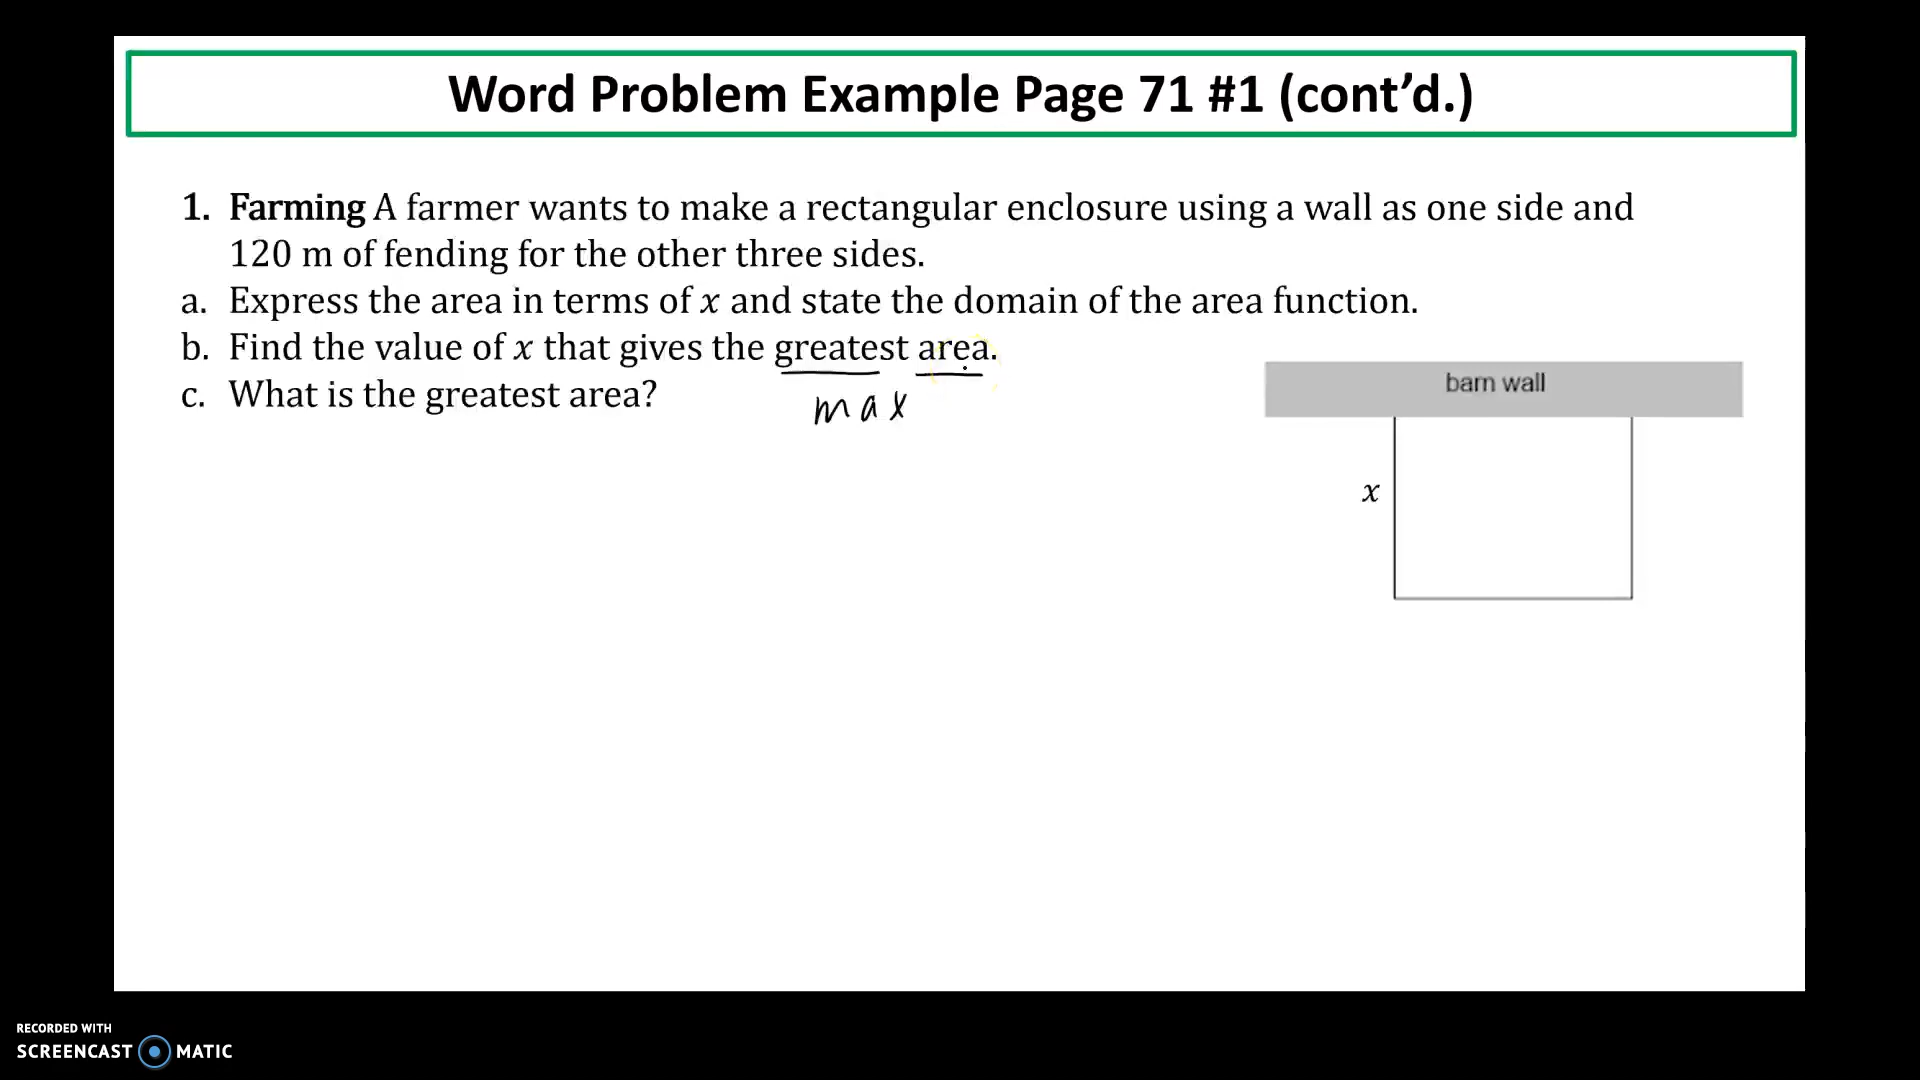 Word Problem Example Page 71 #1 (cont’d.)
1. Farming A farmer wants to make a rectangular enclosure using a wall as one side and
120 m of fending for the other three sides.
a. Express the area in terms of x and state the domain of the area function.
b. Find the value of x that gives the greatest area.
c. What is the greatest area?
max
barn wall
x
RECORDED WITH
SCREENCAST MATIC